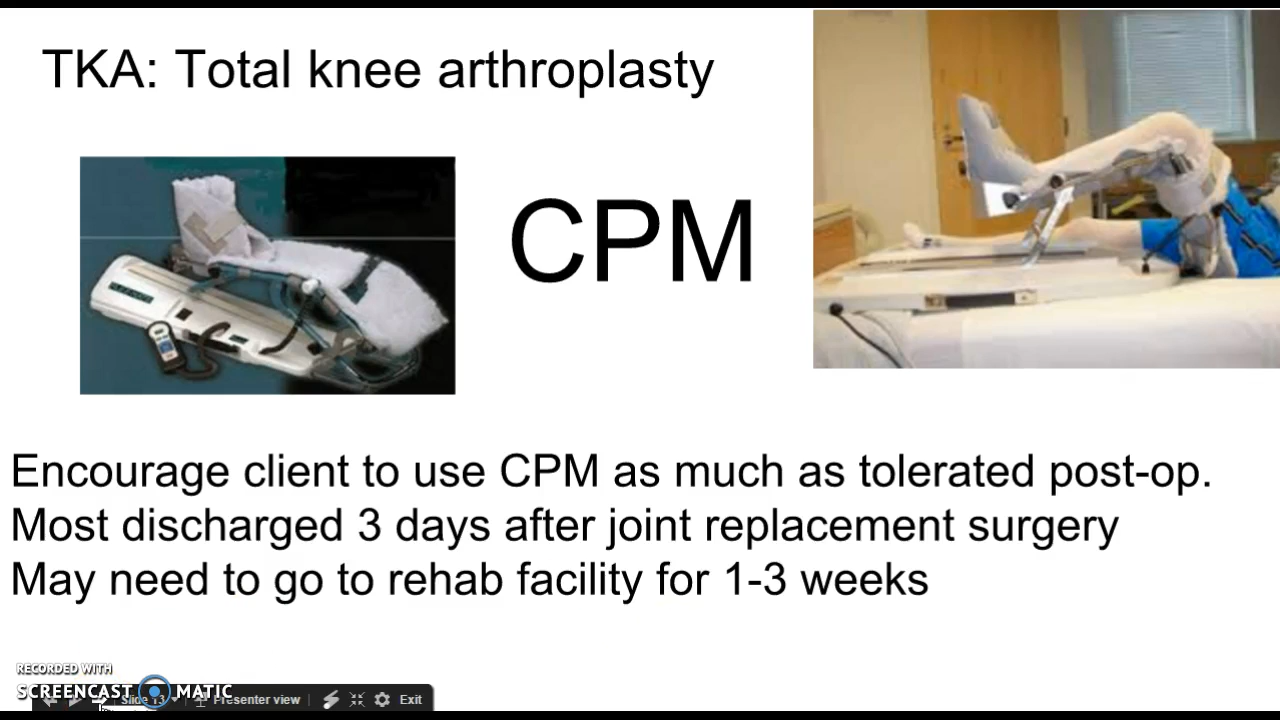 TKA: Total knee arthroplasty
CPM
Encourage client to use CPM as much as tolerated post-op.
Most discharged 3 days after joint replacement surgery
May need to go to rehab facility for 1-3 weeks
RECORDED WITH
SCREENCAST MATIC
Slide 13 Presenter view Exit